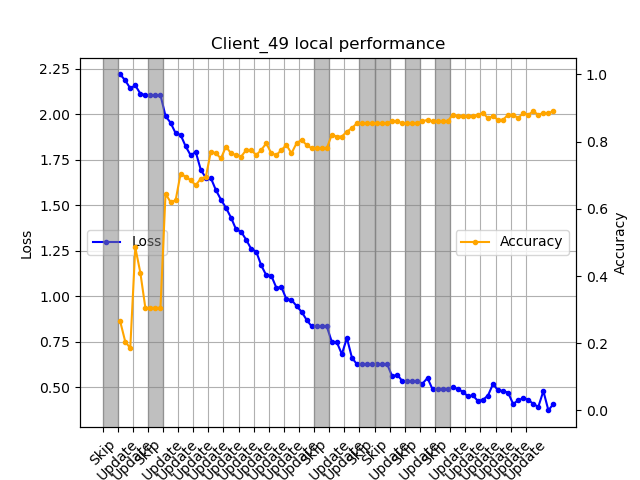 Client_49 local performance
2.25
2.00
1.75
1.50
1.25
1.00
0.75
0.50
Loss
1.0
0.8
0.6
0.4
0.2
0.0
Accuracy
Loss
Accuracy
Skip
Update
Update
Skip
Update
Update
Update
Update
Update
Update
Update
Update
Update
Update
Skip
Update
Update
Skip
Skip
Update
Skip
Update
Skip
Update
Update
Update
Update
Update
Update